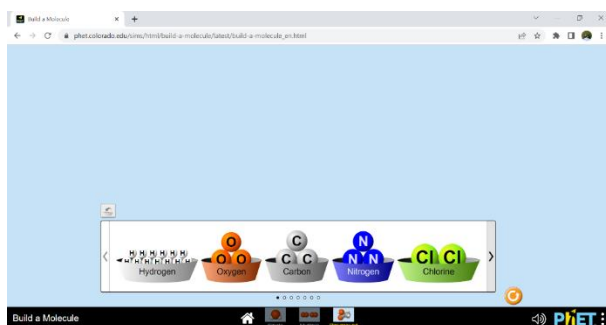 Build a Molecule
phet.colorado.edu/sims/html/build-a-molecule/latest/build-a-molecule_en.html
H H H H H H
H H H H H H H
O
O O
C
C C
N
N N
Cl Cl
Hydrogen Oxygen Carbon Nitrogen Chlorine
Build a Molecule
PhET